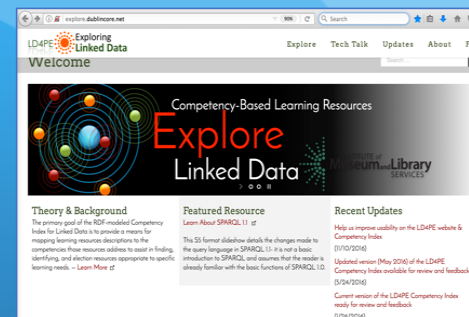 explore.dublincore.net
90%
Search
LD4PE
Exploring
Linked Data
Explore
Tech Talk
Updates
About
Welcome
Search ...
Competency-Based Learning Resources
Explore
Linked Data
INSTITUTE of
Museum and Library
SERVICES
Theory & Background
The primary goal of the RDF-modeled Competency
Index for Linked Data is to provide a means for
mapping learning resources descriptions to the
competencies those resources address to assist in finding,
identifying, and election resources appropriate to specific
learning needs. – Learn More
Featured Resource
Learn About SPARQL 1.1
This S5 format slideshow details the changes made to
the query language in SPARQL 1.1- it is not a basic
introduction to SPARQL and assumes that the reader is
already familiar with the basic functions of SPARQL 1.0.
Recent Updates
Help us improve usability on the LD4PE website &
Competency Index
(11/10/2016)
Updated version (May 2016) of the LD4PE
Competency Index available for review and feedback
(5/24/2016)
Current version of the LD4PE Competency Index
ready for review and feedback